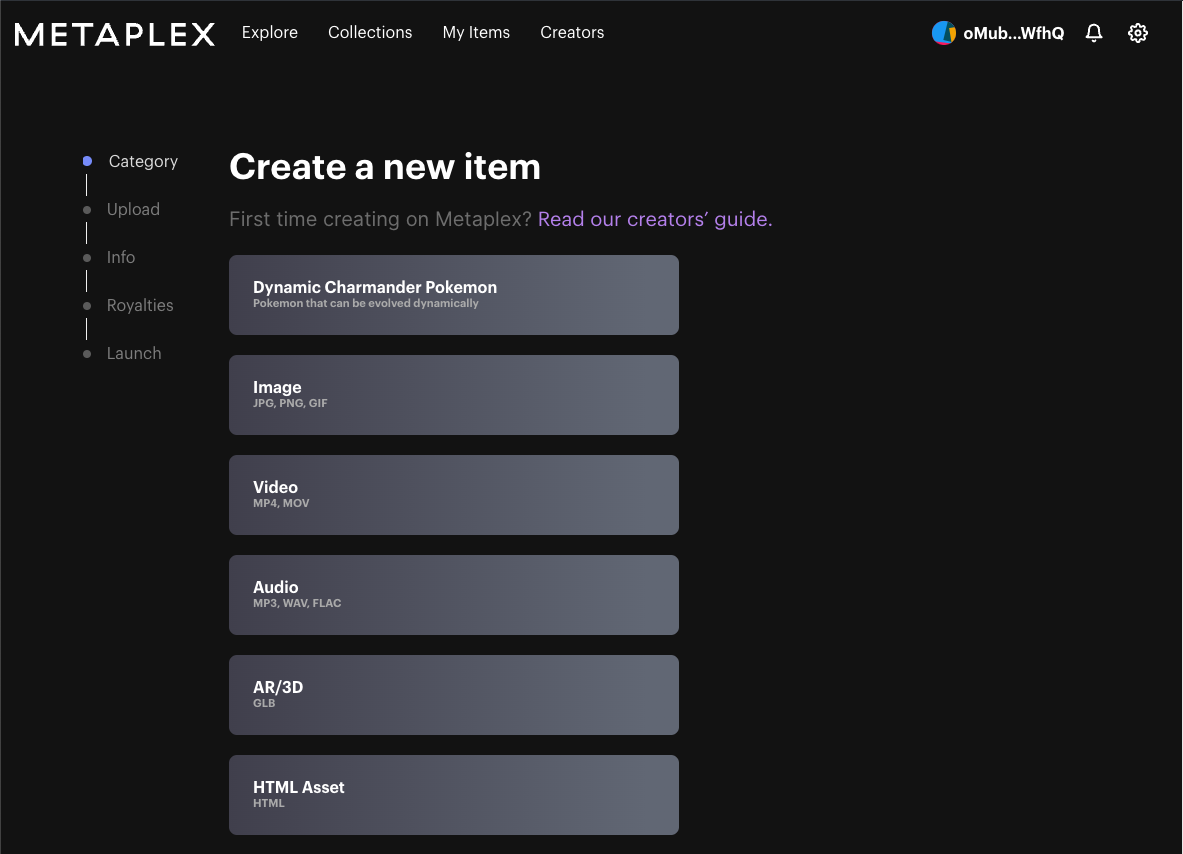 METAPLEX Explore Collections My Items Creators oMub...WfhQ
Category
Upload
Info
Royalties
Launch
Create a new item
First time creating on Metaplex? Read our creators’ guide.
Dynamic Charmander Pokemon
Pokemon that can be evolved dynamically
Image
JPG, PNG, GIF
Video
MP4, MOV
Audio
MP3, WAV, FLAC
AR/3D
GLB
HTML Asset
HTML